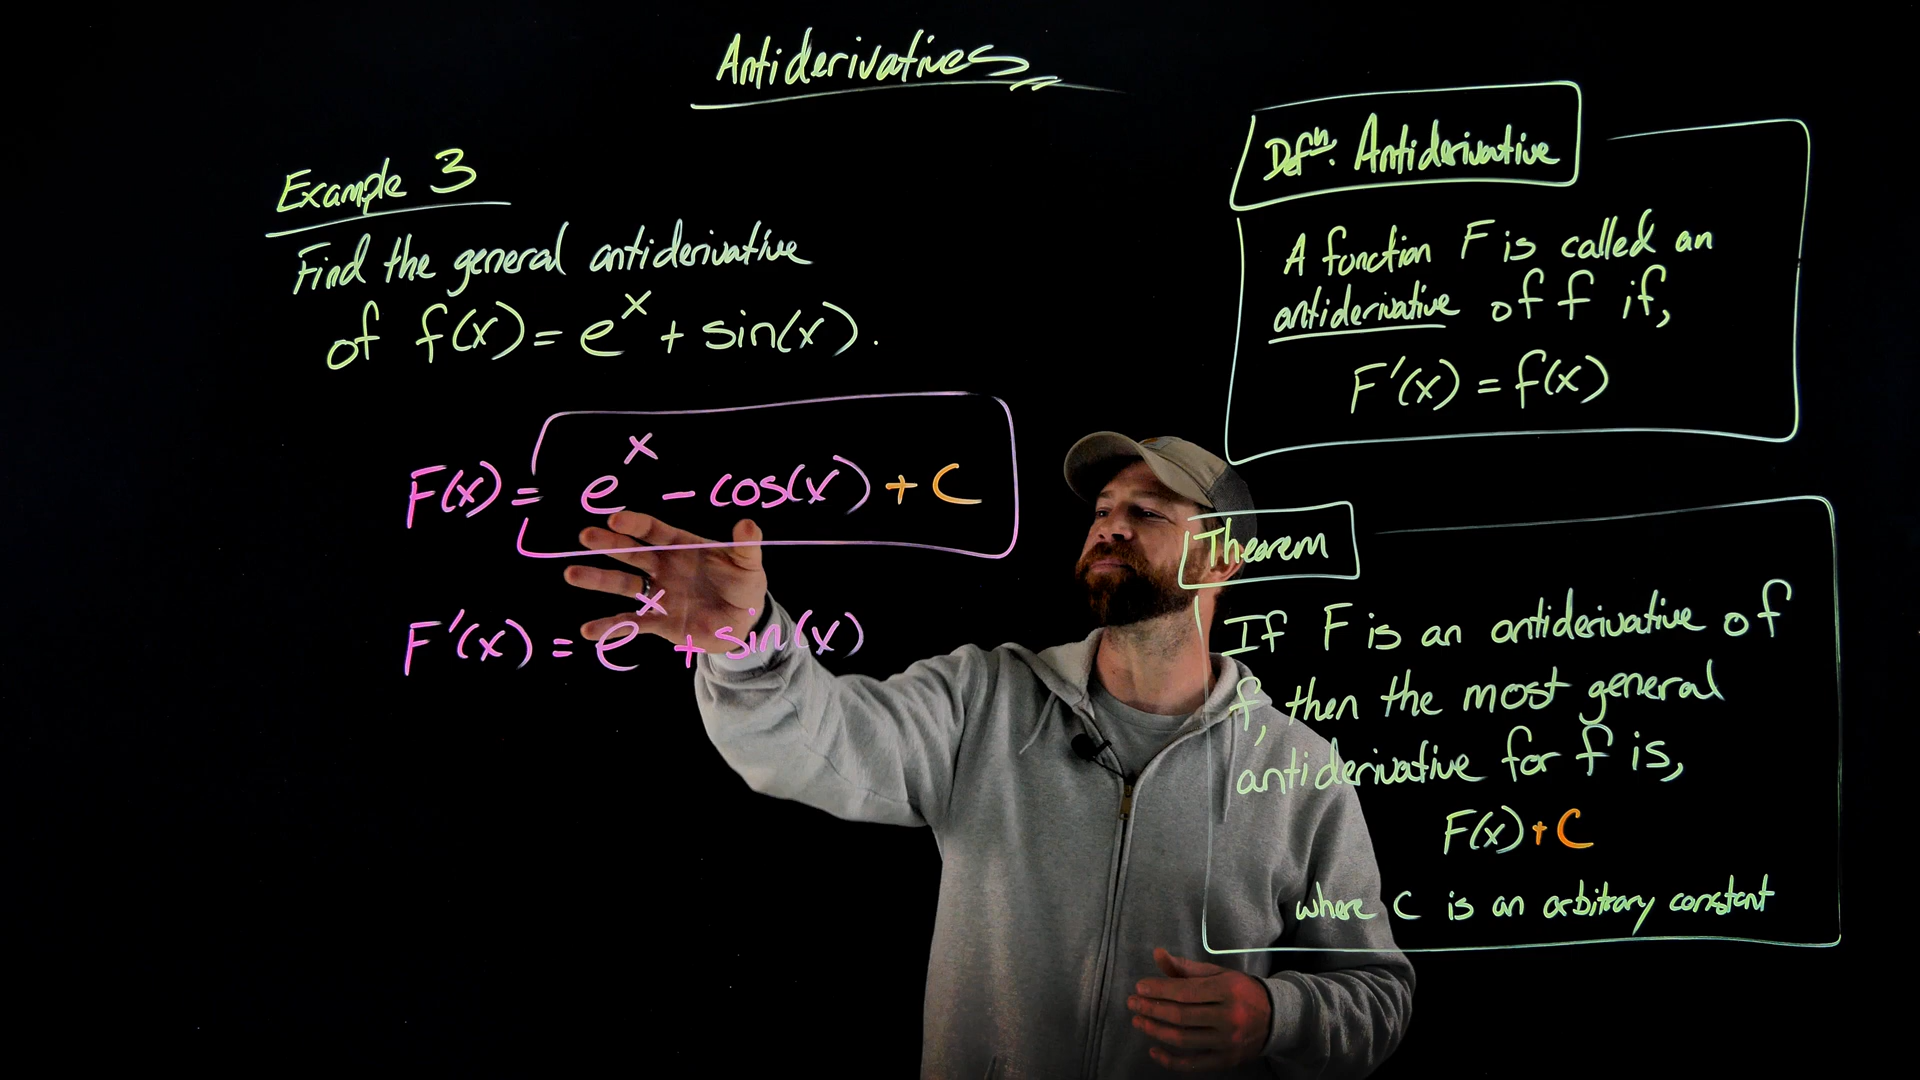 Antiderivatives
Example 3
Find the general antiderivative
of f(x) = e^x + sin(x).
F(x) = e^x - cos(x) + C
F'(x) = e^x + sin(x)
Defn: Antiderivative
A function F is called an
antiderivative of f if,
F'(x) = f(x)
Theorem
If F is an antiderivative of
f, then the most general
antiderivative for f is,
F(x) + C
where C is an arbitrary constant